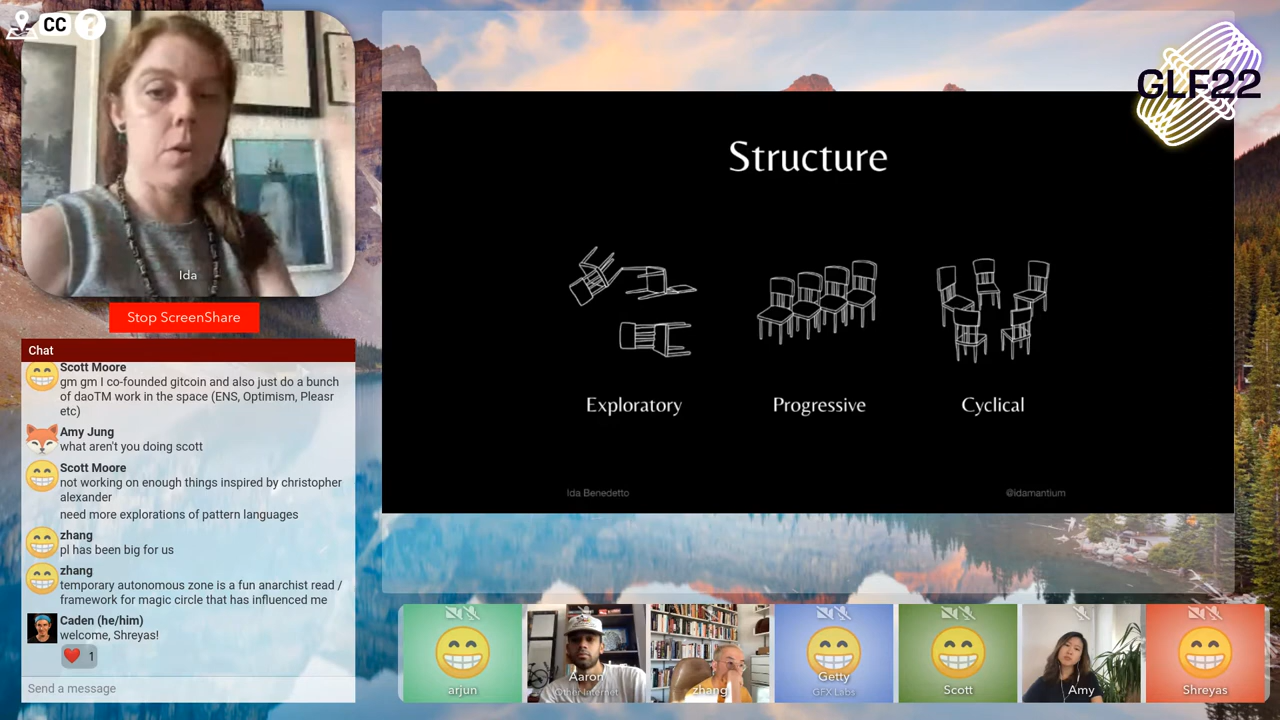 CC
?
GLF22
Ida
Stop ScreenShare
Chat
Scott Moore
gm gm I co-founded gitcoin and also just do a bunch
of daoTM work in the space (ENS, Optimism, Pleasr
etc)
Amy Jung
what aren't you doing scott
Scott Moore
not working on enough things inspired by christopher
alexander
need more explorations of pattern languages
zhang
pl has been big for us
zhang
temporary autonomous zone is a fun anarchist read /
framework for magic circle that has influenced me
Caden (he/him)
welcome, Shreyas!
1
Send a message
Structure
Exploratory
Progressive
Cyclical
Ida Benedetto
@idamantium
arjun
Aaron
Other Internet
zhang
Getty
GFX Labs
Scott
Amy
Shreyas